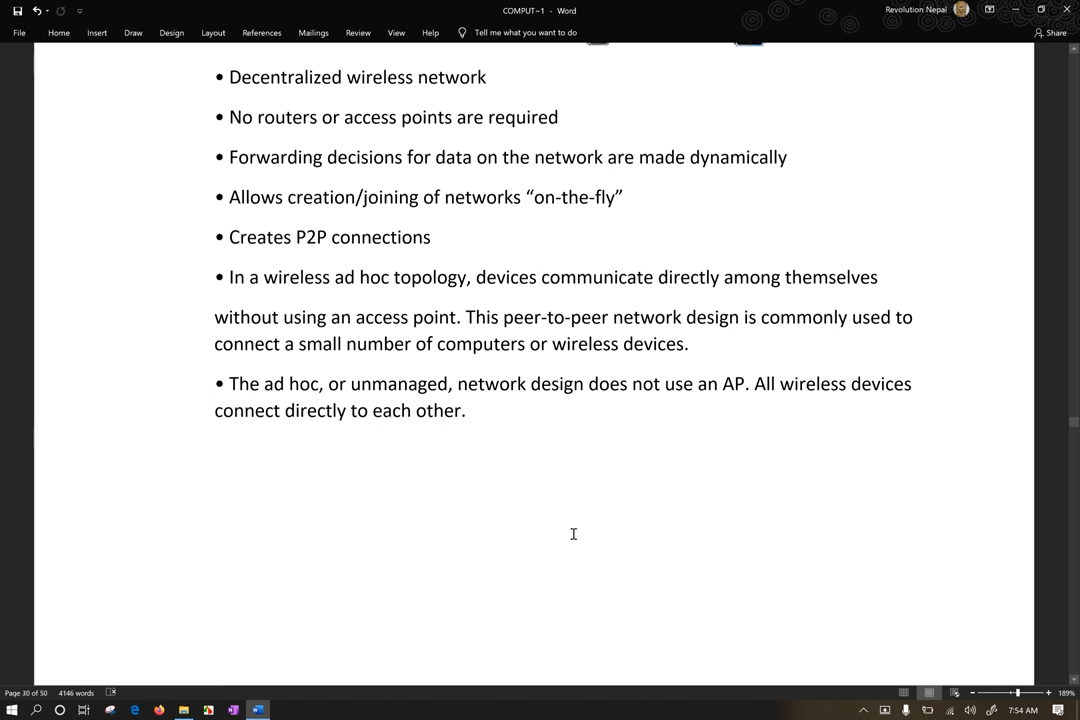 COMPUT~1 - Word
Revolution Nepal
File Home Insert Draw Design Layout References Mailings Review View Help Tell me what you want to do Share
• Decentralized wireless network
• No routers or access points are required
• Forwarding decisions for data on the network are made dynamically
• Allows creation/joining of networks “on-the-fly”
• Creates P2P connections
• In a wireless ad hoc topology, devices communicate directly among themselves
without using an access point. This peer-to-peer network design is commonly used to
connect a small number of computers or wireless devices.
• The ad hoc, or unmanaged, network design does not use an AP. All wireless devices
connect directly to each other.
Page 30 of 50 4146 words 189%
7:54 AM